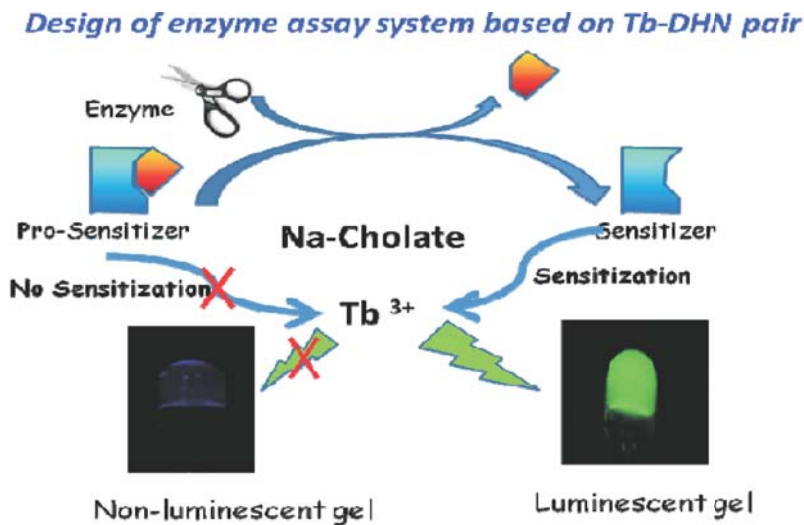 Design of enzyme assay system based on Tb-DHN pair
Enzyme
Pro-Sensitizer
Na-Cholate
Sensitizer
No Sensitization
Sensitization
Tb 3+
Non-luminescent gel
Luminescent gel